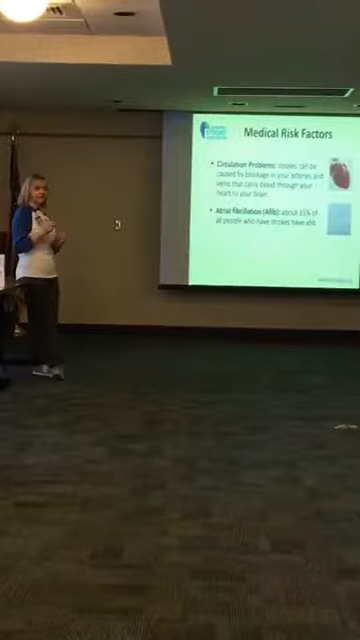 Medical Risk Factors
• Circulation Problems: strokes can be
caused by blockage in your arteries and
veins that carry blood through your
heart to your brain.
• Atrial fibrillation (Afib): about 15% of
all people who have strokes have afib